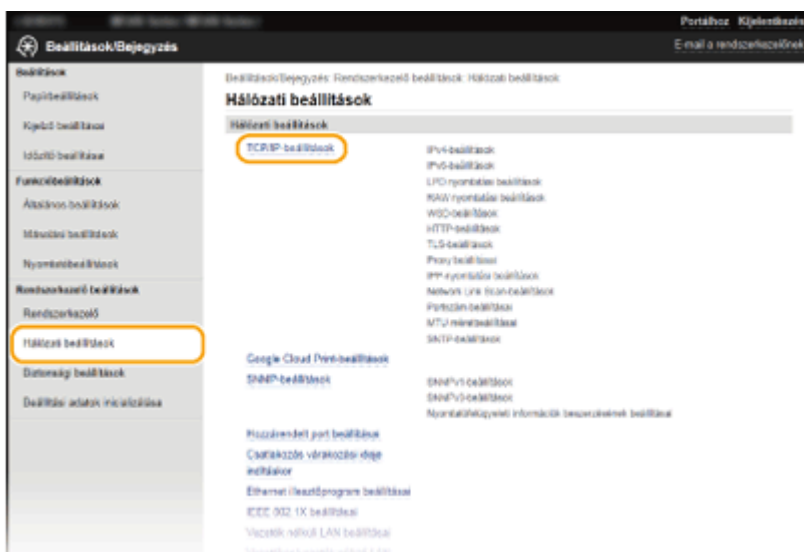 Portálhoz Kijelentkezés
Beállítások/Bejegyzés
E-mail a rendszerkezelőnek
Beállítások
Beállítások/Bejegyzés: Rendszerkezelő beállítások: Hálózati beállítások
Papírbeállítások
Hálózati beállítások
Kijelző beállításai
Hálózati beállítások
TCP/IP-beállítások
IPv4-beállítások
Időzítő beállításai
IPv6-beállítások
Funkcióbeállítások
LPD nyomtatási beállítások
RAW nyomtatási beállítások
Általános beállítások
WSD-beállítások
HTTP-beállítások
Másolási beállítások
TLS-beállítások
Proxy beállításai
Nyomtatóbeállítások
IPP nyomtatási beállítások
Rendszerkezelő beállítások
Network Link Scan-beállítások
Rendszerkezelő
Portszám beállításai
MTU méretbeállításai
Hálózati beállítások
SNTP-beállítások
Google Cloud Print-beállítások
Biztonsági beállítások
SNMP-beállítások
SNMPv1-beállítások
SNMPv3-beállítások
Beállítási adatok inicializálása
Nyomtatófelügyeleti információk beszerzésének beállításai
Hozzárendelt port beállításai
Csatlakozás várakozási ideje
indításkor
Ethernet illesztőprogram beállításai
IEEE 802.1X beállításai
Vezeték nélküli LAN beállításai